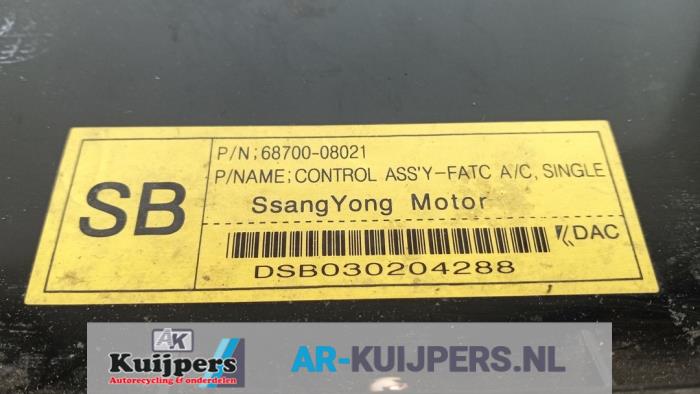 P/N;68700-08021
P/NAME;CONTROL ASS'Y-FATC A/C, SINGLE
SB
SsangYong Motor
DAC
DSB030204288
AK
Kuijpers
Autorecycling & onderdelen
AR-KUIJPERS.NL